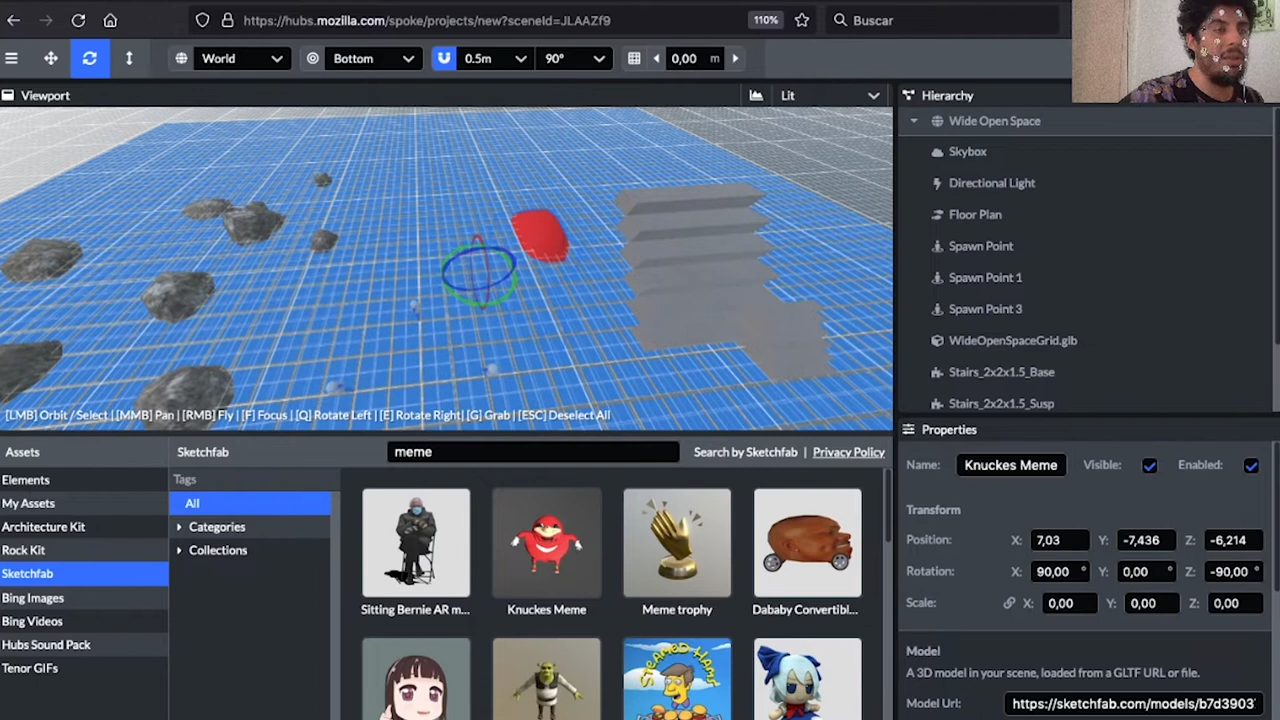 https://hubs.mozilla.com/spoke/projects/new?sceneId=JLAAZf9
110%
Buscar
World
Bottom
0.5m
90°
0,00 m
Viewport
Lit
[LMB] Orbit / Select | [MMB] Pan | [RMB] Fly | [F] Focus | [Q] Rotate Left | [E] Rotate Right | [G] Grab | [ESC] Deselect All
Hierarchy
Wide Open Space
Skybox
Directional Light
Floor Plan
Spawn Point
Spawn Point 1
Spawn Point 3
WideOpenSpaceGrid.glb
Stairs_2x2x1.5_Base
Stairs_2x2x1.5_Susp
Assets
Elements
My Assets
Architecture Kit
Rock Kit
Sketchfab
Bing Images
Bing Videos
Hubs Sound Pack
Tenor GIFs
Sketchfab
meme
Search by Sketchfab | Privacy Policy
Tags
All
Categories
Collections
Sitting Bernie AR m...
Knuckes Meme
Meme trophy
Dababy Convertibl...
STEAMED HAMS
Properties
Name: Knuckes Meme Visible: Enabled:
Transform
Position: X: 7,03 Y: -7,436 Z: -6,214
Rotation: X: 90,00 ° Y: 0,00 ° Z: -90,00 °
Scale: X: 0,00 Y: 0,00 Z: 0,00
Model
A 3D model in your scene, loaded from a GLTF URL or file.
Model Url: https://sketchfab.com/models/b7d3903